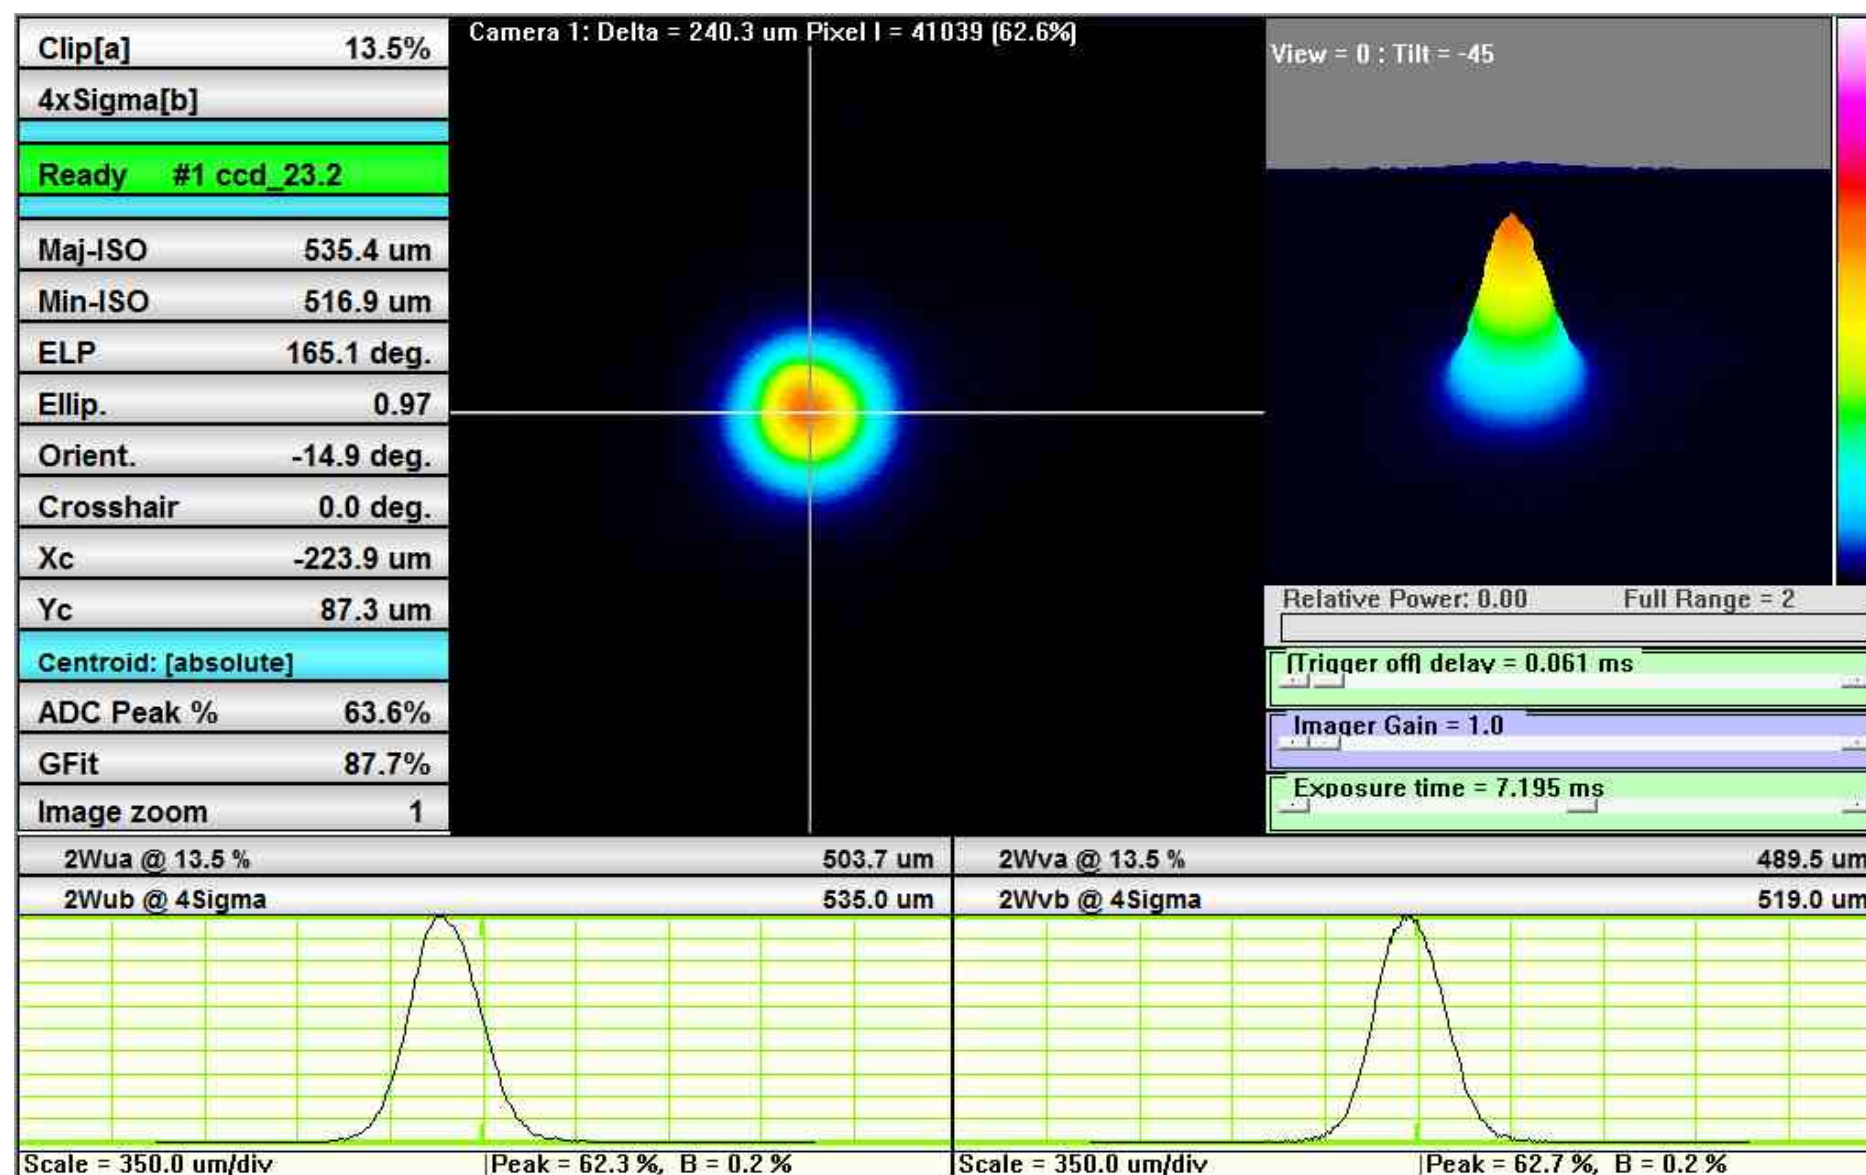 Clip[a] 13.5%
4xSigma[b]
Ready #1 ccd_23.2
Maj-ISO 535.4 um
Min-ISO 516.9 um
ELP 165.1 deg.
Ellip. 0.97
Orient. -14.9 deg.
Crosshair 0.0 deg.
Xc -223.9 um
Yc 87.3 um
Centroid: [absolute]
ADC Peak % 63.6%
GFit 87.7%
Image zoom 1
Camera 1: Delta = 240.3 um Pixel I = 41039 (62.6%)
View = 0 : Tilt = -45
Relative Power: 0.00 Full Range = 2
[Trigger off] delay = 0.061 ms
Imager Gain = 1.0
Exposure time = 7.195 ms
2Wua @ 13.5 % 503.7 um
2Wub @ 4Sigma 535.0 um
2Wva @ 13.5 % 489.5 um
2Wvb @ 4Sigma 519.0 um
Scale = 350.0 um/div Peak = 62.3 %, B = 0.2 %
Scale = 350.0 um/div Peak = 62.7 %, B = 0.2 %